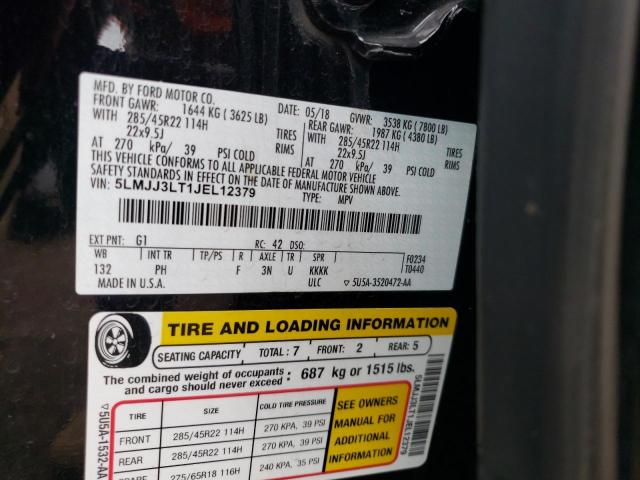 MFD. BY FORD MOTOR CO.
DATE: 05/18 GVWR: 3538 KG (7800 LB)
FRONT GAWR: 1644 KG (3625 LB) REAR GAWR: 1987 KG (4380 LB)
WITH 285/45R22 114H TIRES WITH 285/45R22 114H TIRES
22x9.5J 22x9.5J
AT 270 kPa/ 39 PSI COLD AT 270 kPa/ 39 PSI COLD
THIS VEHICLE CONFORMS TO ALL APPLICABLE FEDERAL MOTOR VEHICLE
SAFETY STANDARDS IN EFFECT ON THE DATE OF MANUFACTURE SHOWN ABOVE.
VIN: 5LMJJ3LT1JEL12379
TYPE: MPV
EXT PNT: G1 RC: 42 DSO:
WB INT TR TP/PS R AXLE TR SPR F0234
132 PH F 3N U KKKK T0440
MADE IN U.S.A. ULC ▽5U5A-3520472-AA
TIRE AND LOADING INFORMATION
SEATING CAPACITY TOTAL: 7 FRONT: 2 REAR: 5
The combined weight of occupants and cargo should never exceed : 687 kg or 1515 lbs.
TIRE SIZE COLD TIRE PRESSURE
FRONT 285/45R22 114H 270 KPA, 39 PSI
REAR 285/45R22 114H 270 KPA, 39 PSI
SPARE 275/65R18 116H 240 KPA, 35 PSI
SEE OWNERS
MANUAL FOR
ADDITIONAL
INFORMATION
▽5U5A-1532-AA
5LMJJ3LT1JEL12379